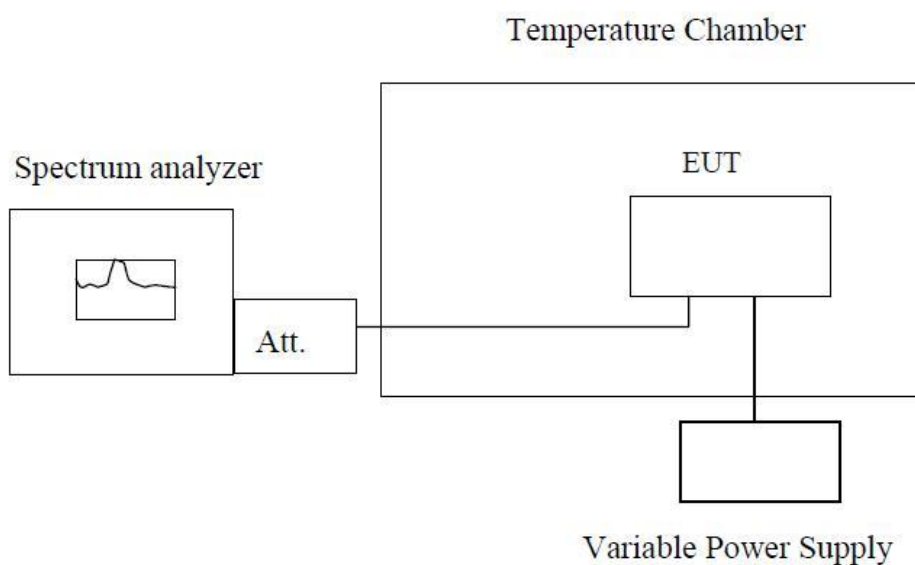 Temperature Chamber
Spectrum analyzer
EUT
Att.
Variable Power Supply